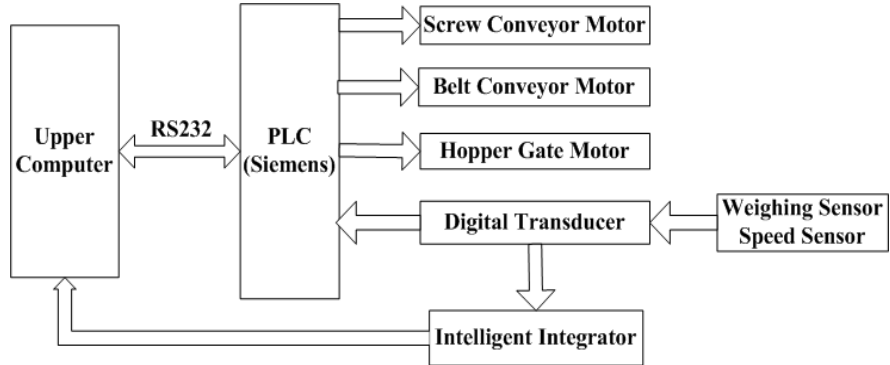 Screw Conveyor Motor
Belt Conveyor Motor
RS232
Upper
Computer
PLC
(Siemens)
Hopper Gate Motor
Digital Transducer
Weighing Sensor
Speed Sensor
Intelligent Integrator